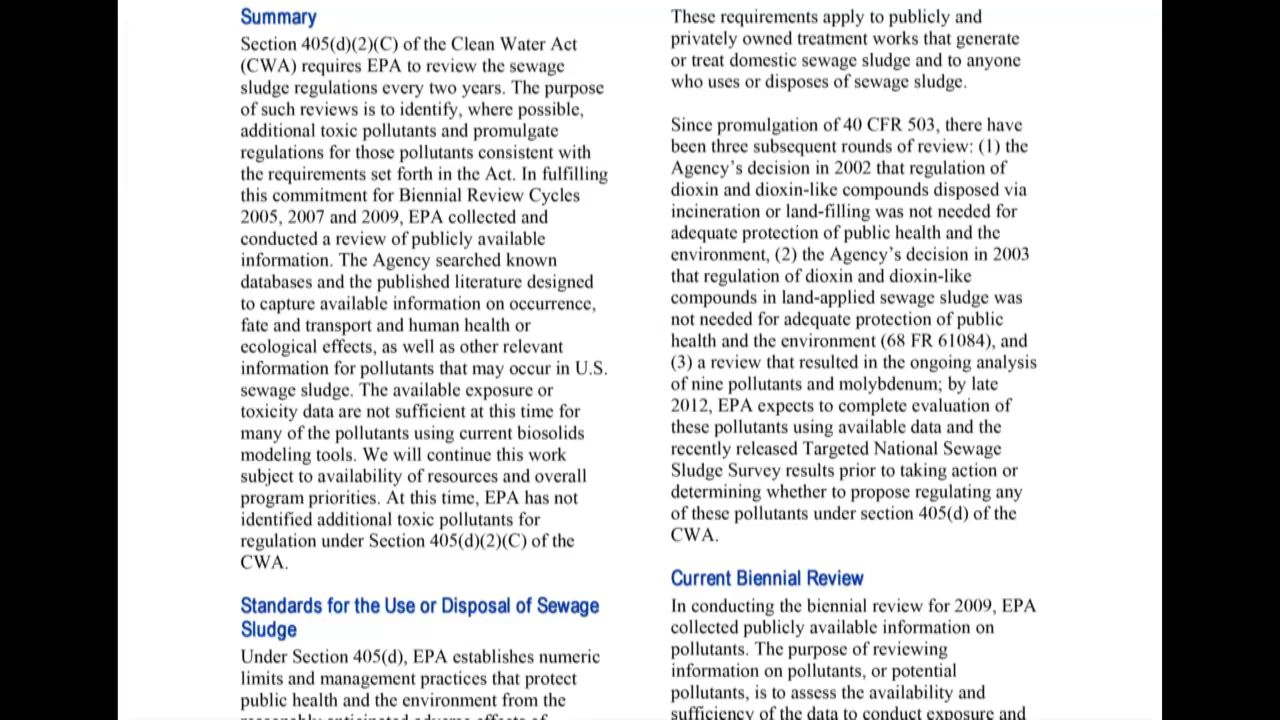 Summary
Section 405(d)(2)(C) of the Clean Water Act
(CWA) requires EPA to review the sewage
sludge regulations every two years. The purpose
of such reviews is to identify, where possible,
additional toxic pollutants and promulgate
regulations for those pollutants consistent with
the requirements set forth in the Act. In fulfilling
this commitment for Biennial Review Cycles
2005, 2007 and 2009, EPA collected and
conducted a review of publicly available
information. The Agency searched known
databases and the published literature designed
to capture available information on occurrence,
fate and transport and human health or
ecological effects, as well as other relevant
information for pollutants that may occur in U.S.
sewage sludge. The available exposure or
toxicity data are not sufficient at this time for
many of the pollutants using current biosolids
modeling tools. We will continue this work
subject to availability of resources and overall
program priorities. At this time, EPA has not
identified additional toxic pollutants for
regulation under Section 405(d)(2)(C) of the
CWA.
Standards for the Use or Disposal of Sewage
Sludge
Under Section 405(d), EPA establishes numeric
limits and management practices that protect
public health and the environment from the
reasonably anticipated adverse effects of
These requirements apply to publicly and
privately owned treatment works that generate
or treat domestic sewage sludge and to anyone
who uses or disposes of sewage sludge.
Since promulgation of 40 CFR 503, there have
been three subsequent rounds of review: (1) the
Agency's decision in 2002 that regulation of
dioxin and dioxin-like compounds disposed via
incineration or land-filling was not needed for
adequate protection of public health and the
environment, (2) the Agency's decision in 2003
that regulation of dioxin and dioxin-like
compounds in land-applied sewage sludge was
not needed for adequate protection of public
health and the environment (68 FR 61084), and
(3) a review that resulted in the ongoing analysis
of nine pollutants and molybdenum; by late
2012, EPA expects to complete evaluation of
these pollutants using available data and the
recently released Targeted National Sewage
Sludge Survey results prior to taking action or
determining whether to propose regulating any
of these pollutants under section 405(d) of the
CWA.
Current Biennial Review
In conducting the biennial review for 2009, EPA
collected publicly available information on
pollutants. The purpose of reviewing
information on pollutants, or potential
pollutants, is to assess the availability and
sufficiency of the data to conduct exposure and